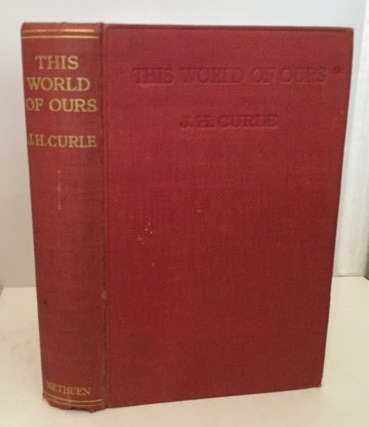 THIS
WORLD
OF OURS
J.H. CURLE
METHUEN
THIS WORLD OF OURS
J.H. CURLE